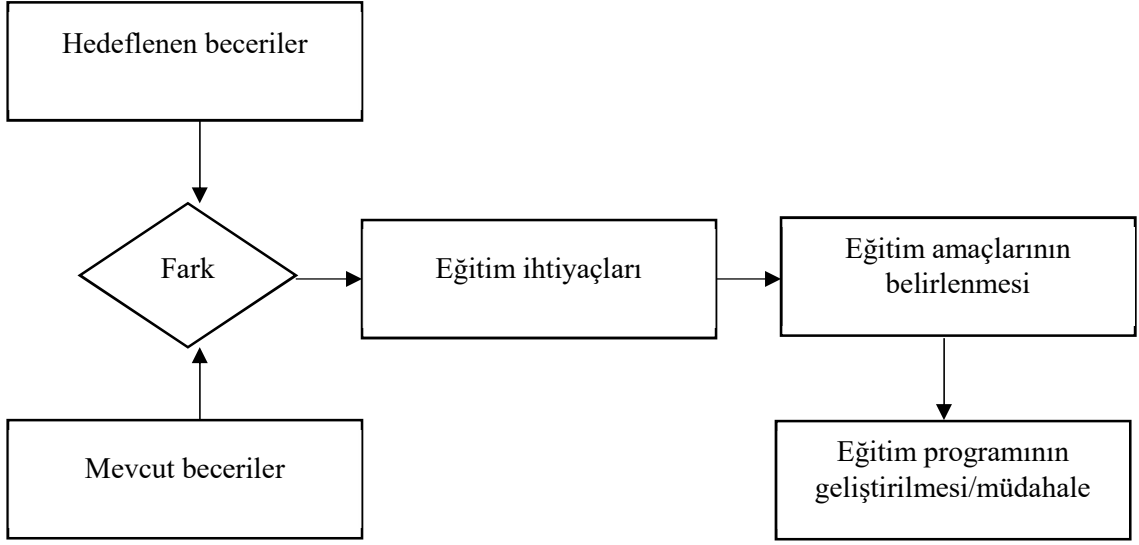 Hedeflenen beceriler
Fark
Eğitim ihtiyaçları
Eğitim amaçlarının
belirlenmesi
Mevcut beceriler
Eğitim programının
geliştirilmesi/müdahale